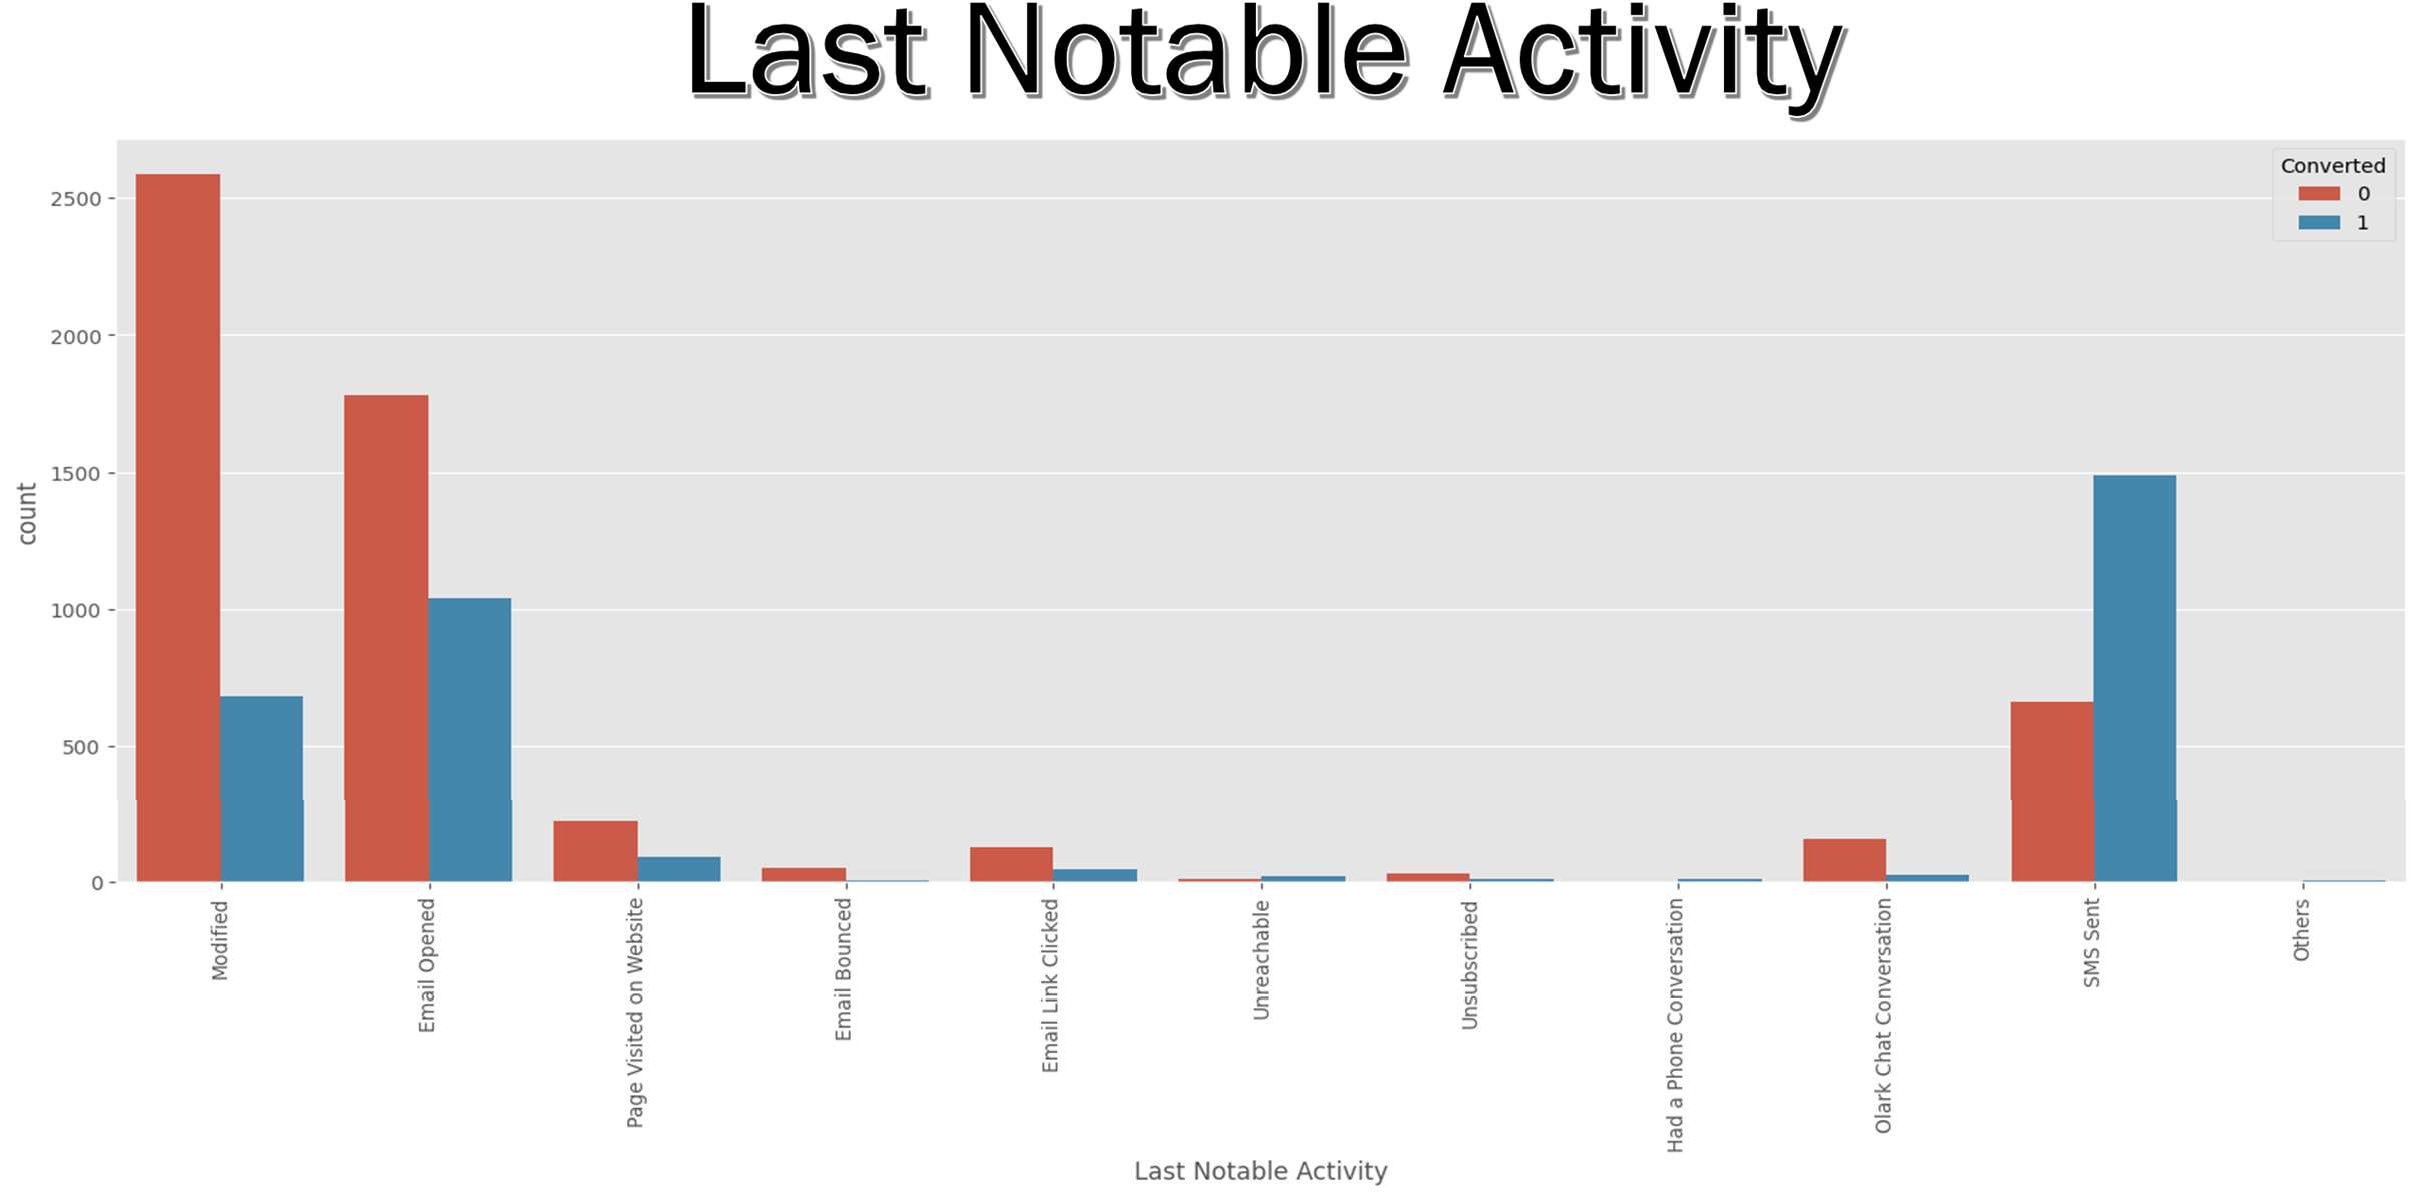 Last Notable Activity
Converted
0
1
2500
2000
1500
1000
500
0
count
Modified
Email Opened
Page Visited on Website
Email Bounced
Email Link Clicked
Unreachable
Unsubscribed
Had a Phone Conversation
Olark Chat Conversation
SMS Sent
Others
Last Notable Activity